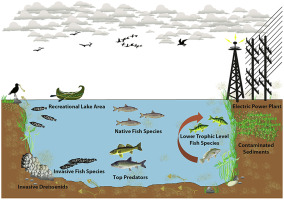 Recreational Lake Area
Electric Power Plants
Native Fish Species
Lower Trophic Level
Fish Species
Contaminated
Sediments
Invasive Fish Species
Top Predators
Invasive Dreissenids